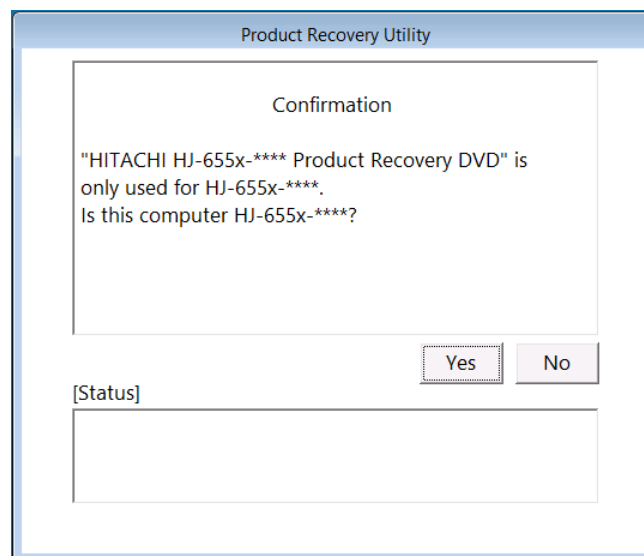 Product Recovery Utility
Confirmation
"HITACHI HJ-655x-**** Product Recovery DVD" is
only used for HJ-655x-****.
Is this computer HJ-655x-****?
Yes No
[Status]